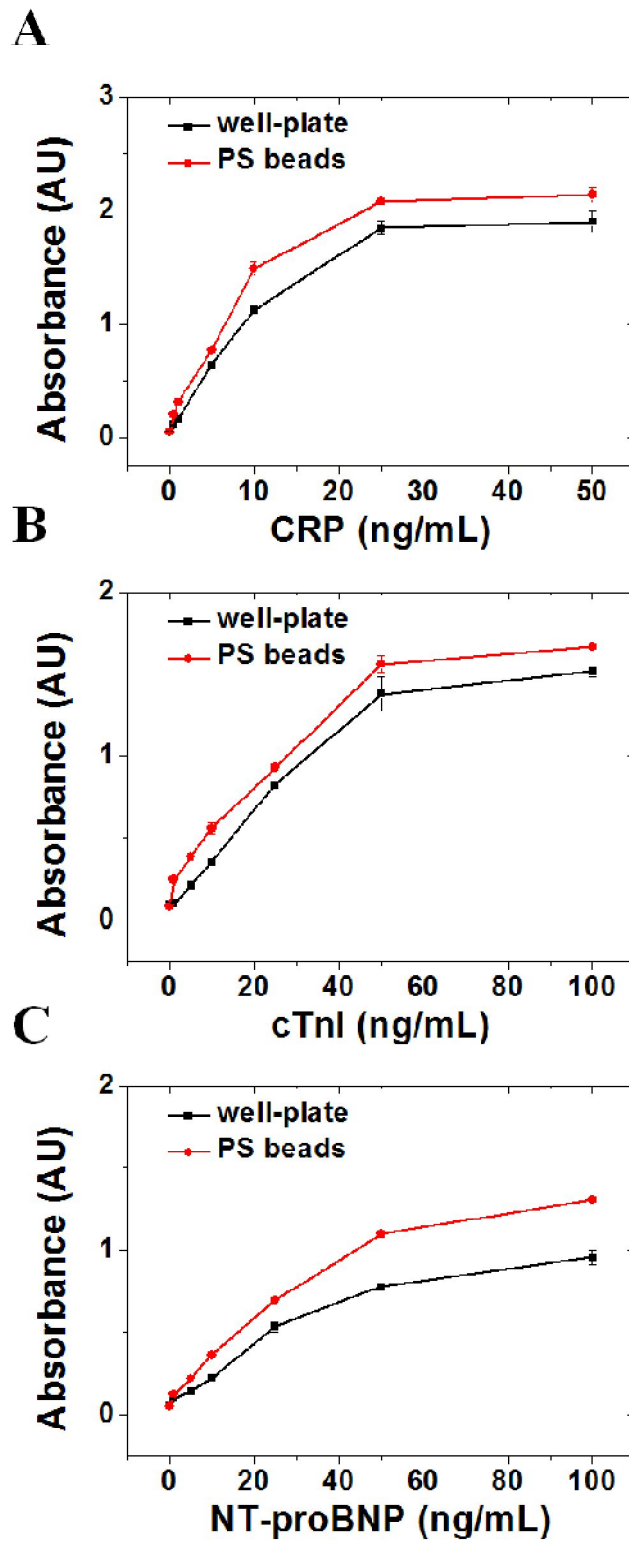 A
Absorbance (AU)
3
2
1
0
well-plate
PS beads
0 10 20 30 40 50
CRP (ng/mL)
B
Absorbance (AU)
2
1
0
well-plate
PS beads
0 20 40 60 80 100
cTnI (ng/mL)
C
Absorbance (AU)
2
1
0
well-plate
PS beads
0 20 40 60 80 100
NT-proBNP (ng/mL)